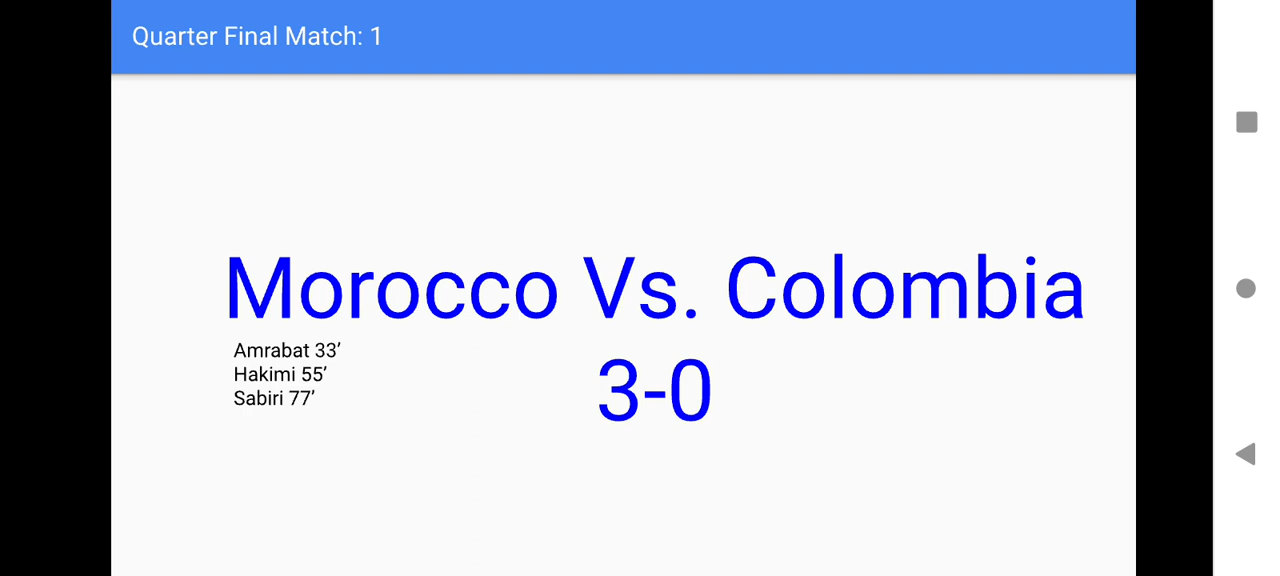 Quarter Final Match: 1
Morocco Vs. Colombia
3-0
Amrabat 33’
Hakimi 55’
Sabiri 77’